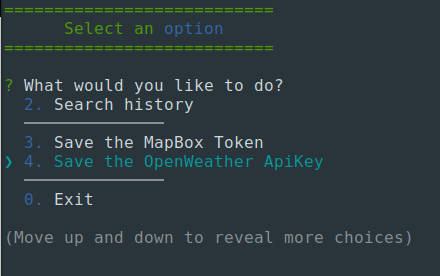 ===========================
Select an option
===========================
? What would you like to do?
2. Search history
──────────────
3. Save the MapBox Token
❯ 4. Save the OpenWeather ApiKey
──────────────
0. Exit
(Move up and down to reveal more choices)